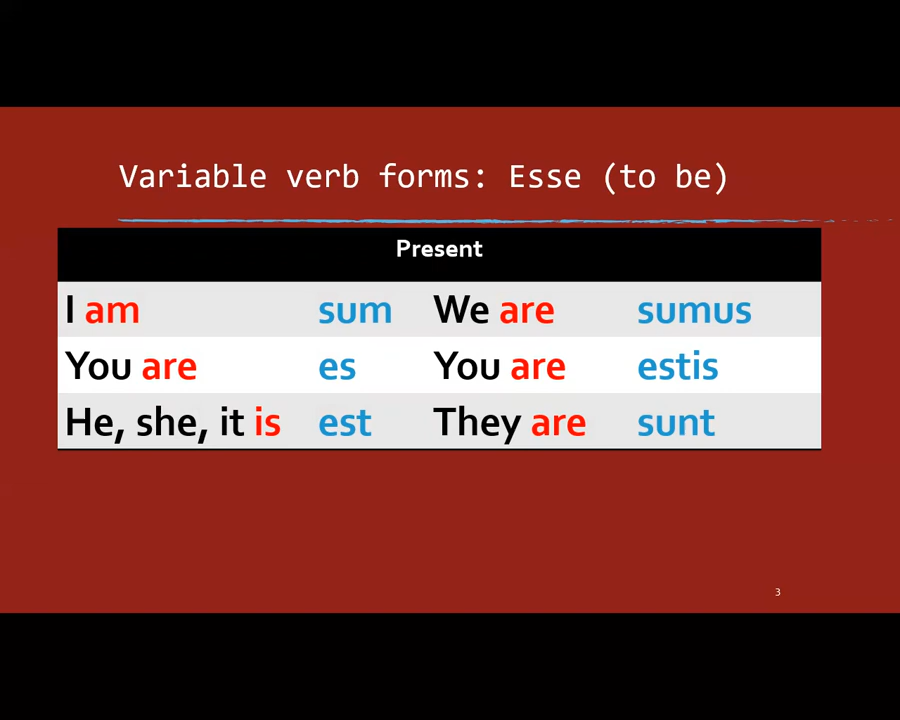 Variable verb forms: Esse (to be)
Present
I am sum We are sumus
You are es You are estis
He, she, it is est They are sunt
3